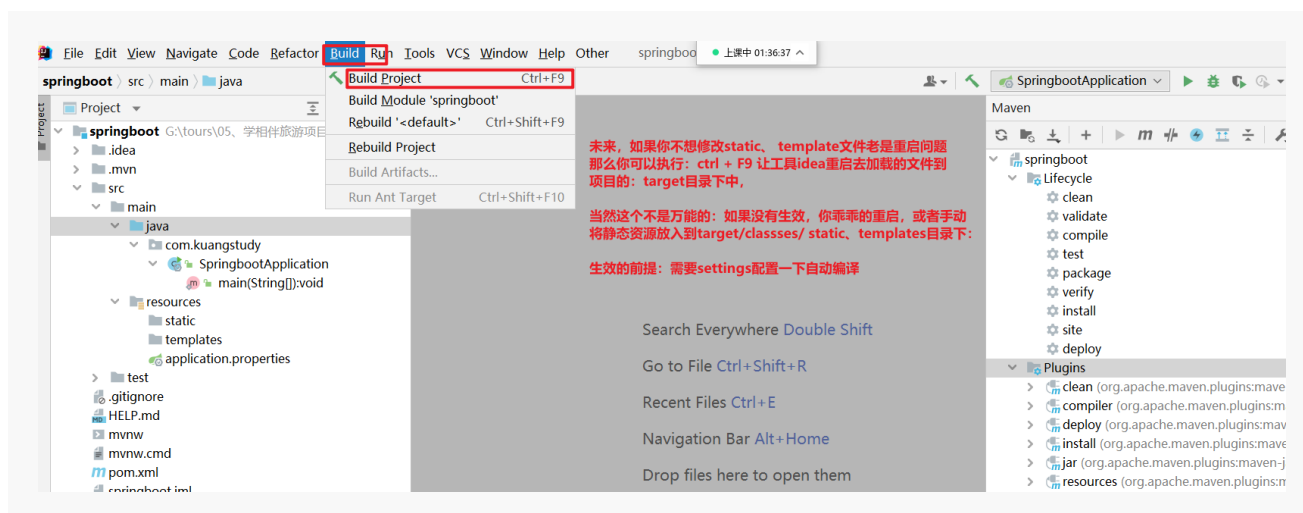 File Edit View Navigate Code Refactor Build Run Tools VCS Window Help Other springboo 上课中 01:36:37
springboot src main java SpringbootApplication
Build Project Ctrl+F9
Build Module 'springboot'
Rebuild '<default>' Ctrl+Shift+F9
Rebuild Project
Build Artifacts...
Run Ant Target Ctrl+Shift+F10
Project
Project
springboot G:\tours\05、学相伴旅游项目
.idea
.mvn
src
main
java
com.kuangstudy
SpringbootApplication
main(String[]):void
resources
static
templates
application.properties
test
.gitignore
HELP.md
mvnw
mvnw.cmd
pom.xml
springboot.iml
未来，如果你不想修改static、 template文件老是重启问题
那么你可以执行：ctrl + F9 让工具idea重启去加载的文件到
项目的：target目录下中，
当然这个不是万能的：如果没有生效，你乖乖的重启，或者手动
将静态资源放入到target/classses/ static、templates目录下：
生效的前提：需要settings配置一下自动编译
Search Everywhere Double Shift
Go to File Ctrl+Shift+R
Recent Files Ctrl+E
Navigation Bar Alt+Home
Drop files here to open them
Maven
springboot
Lifecycle
clean
validate
compile
test
package
verify
install
site
deploy
Plugins
clean (org.apache.maven.plugins:mave
compiler (org.apache.maven.plugins:m
deploy (org.apache.maven.plugins:mav
install (org.apache.maven.plugins:mave
jar (org.apache.maven.plugins:maven-j
resources (org.apache.maven.plugins:m